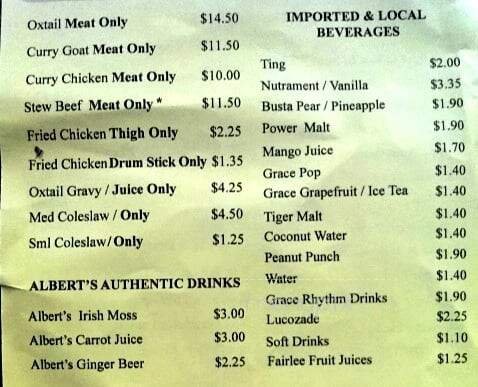 Oxtail Meat Only $14.50
Curry Goat Meat Only $11.50
Curry Chicken Meat Only $10.00
Stew Beef Meat Only * $11.50
Fried Chicken Thigh Only $2.25
Fried Chicken Drum Stick Only $1.35
Oxtail Gravy / Juice Only $4.25
Med Coleslaw / Only $4.50
Sml Coleslaw/ Only $1.25
ALBERT'S AUTHENTIC DRINKS
Albert's Irish Moss $3.00
Albert's Carrot Juice $3.00
Albert's Ginger Beer $2.25
IMPORTED & LOCAL
BEVERAGES
Ting $2.00
Nutrament / Vanilla $3.35
Busta Pear / Pineapple $1.90
Power Malt $1.90
Mango Juice $1.70
Grace Pop $1.40
Grace Grapefruit / Ice Tea $1.40
Tiger Malt $1.40
Coconut Water $1.40
Peanut Punch $1.90
Water $1.40
Grace Rhythm Drinks $1.90
Lucozade $2.25
Soft Drinks $1.10
Fairlee Fruit Juices $1.25